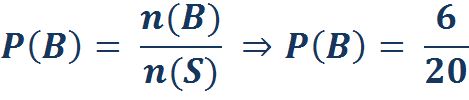 P(B) = n(B)/n(S) ⇒ P(B) = 6/20